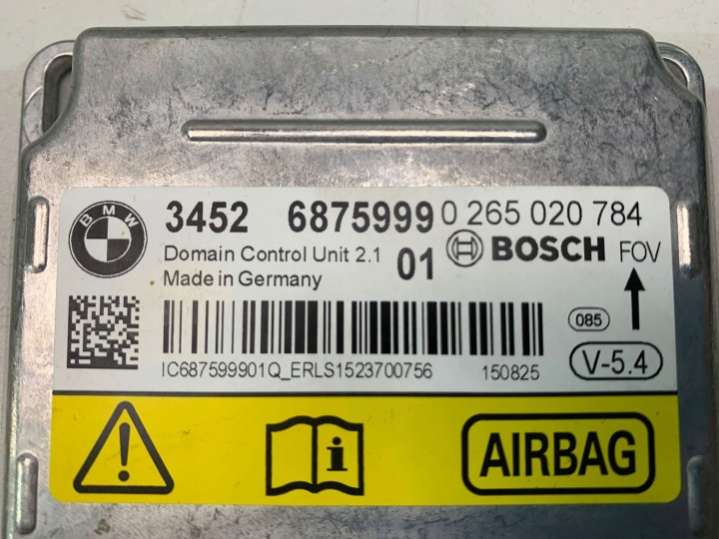 BMW
3452 6875999 0 265 020 784
Domain Control Unit 2.1 01 BOSCH FOV
Made in Germany
085
V-5.4
IC687599901Q_ERLS1523700756 150825
i AIRBAG